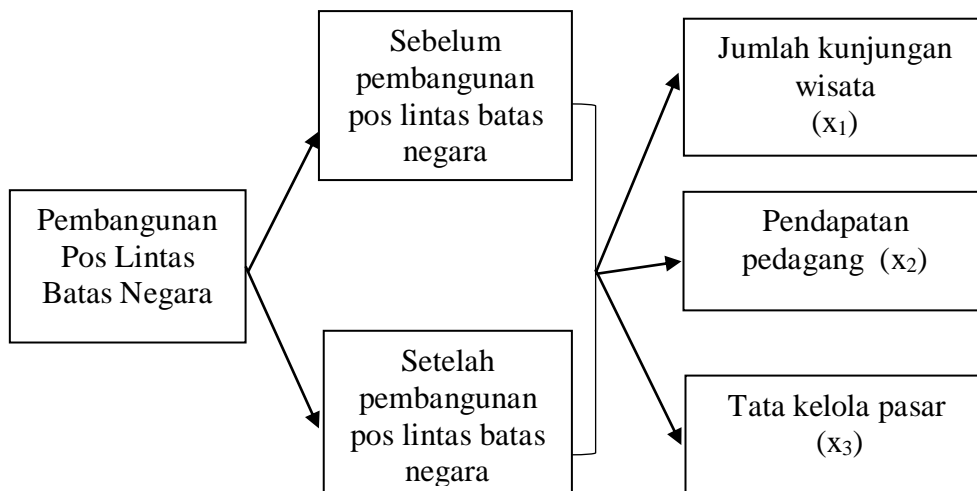 Pembangunan
Pos Lintas
Batas Negara
Sebelum
pembangunan
pos lintas batas
negara
Setelah
pembangunan
pos lintas batas
negara
Jumlah kunjungan
wisata
(x₁)
Pendapatan
pedagang (x₂)
Tata kelola pasar
(x₃)